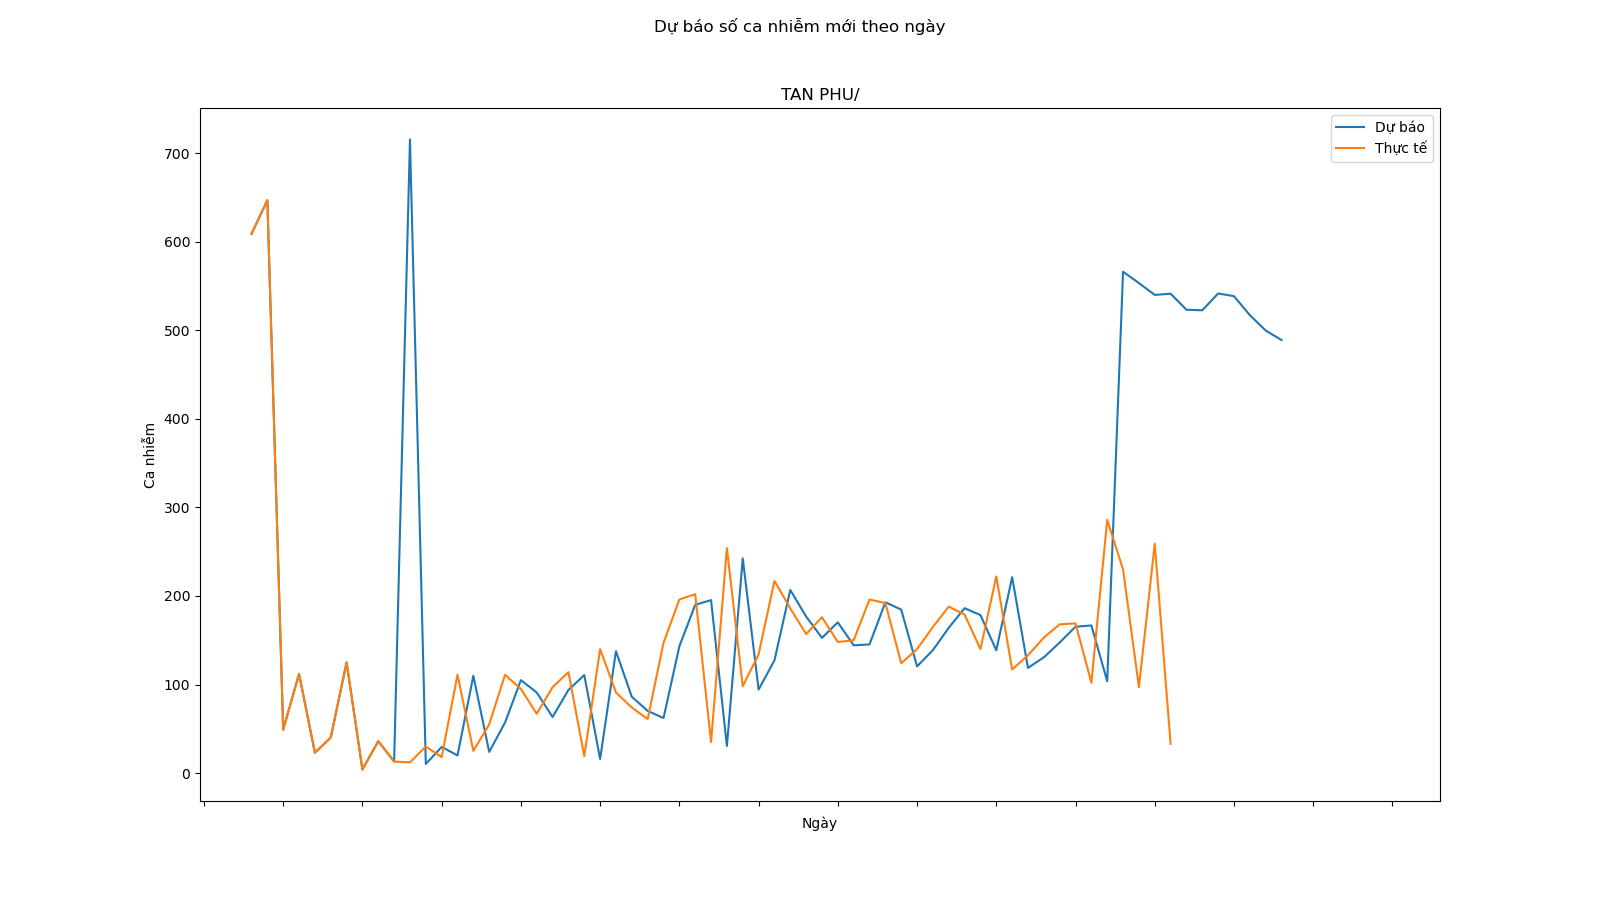 Dự báo số ca nhiễm mới theo ngày
TAN PHU/
Dự báo
Thực tế
700
600
500
400
300
200
100
0
Ca nhiễm
Ngày